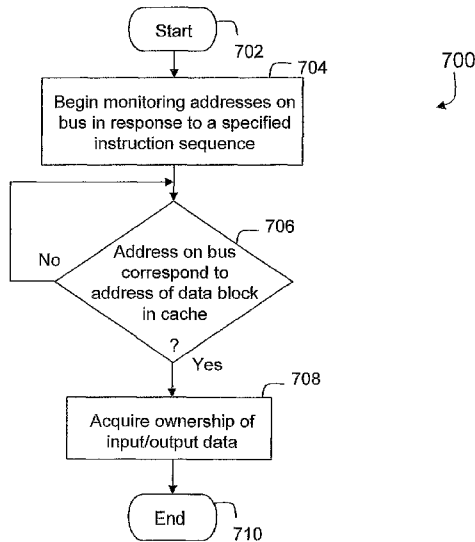 Start
702
704
700
Begin monitoring addresses on
bus in response to a specified
instruction sequence
706
No
Address on bus
correspond to
address of data block
in cache
?
Yes
708
Acquire ownership of
input/output data
End
710